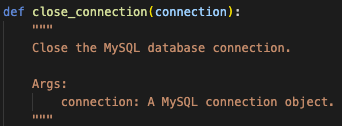 def close_connection(connection):
    """
    Close the MySQL database connection.

    Args:
        connection: A MySQL connection object.
    """